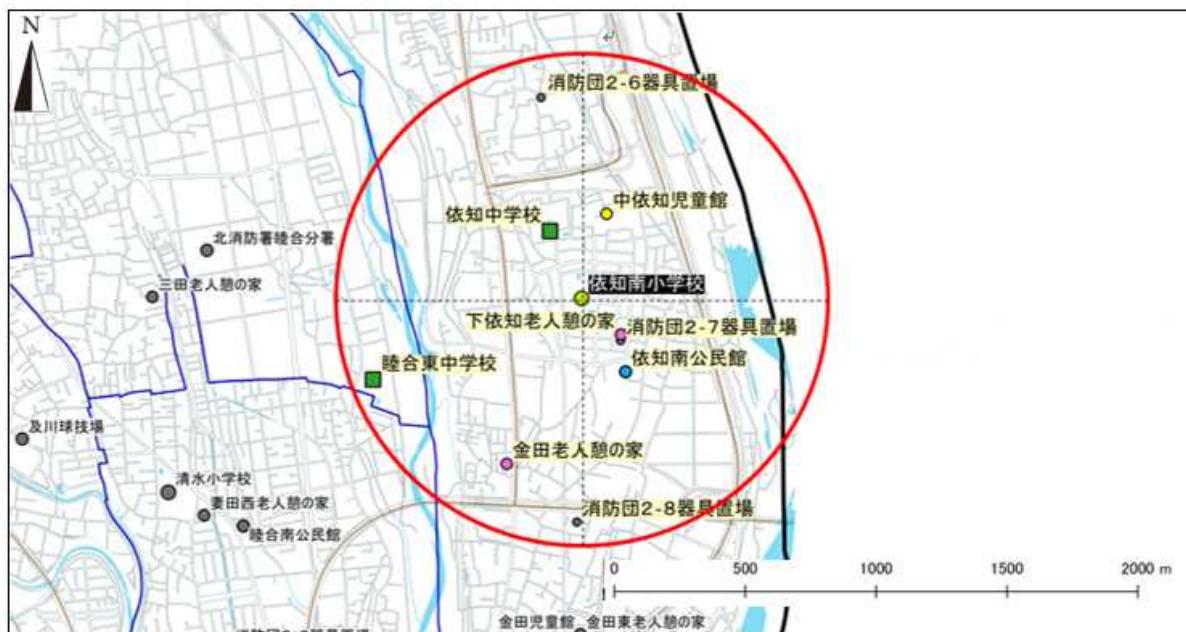 N
消防団2-6器具置場
中依知児童館
依知中学校
北消防署睦合分署
三田老人憩の家
依知南小学校
下依知老人憩の家
消防団2-7器具置場
依知南公民館
睦合東中学校
及川球技場
金田老人憩の家
清水小学校
妻田西老人憩の家
消防団2-8器具置場
睦合南公民館
0 500 1000 1500 2000 m
金田児童館 金田東老人憩の家